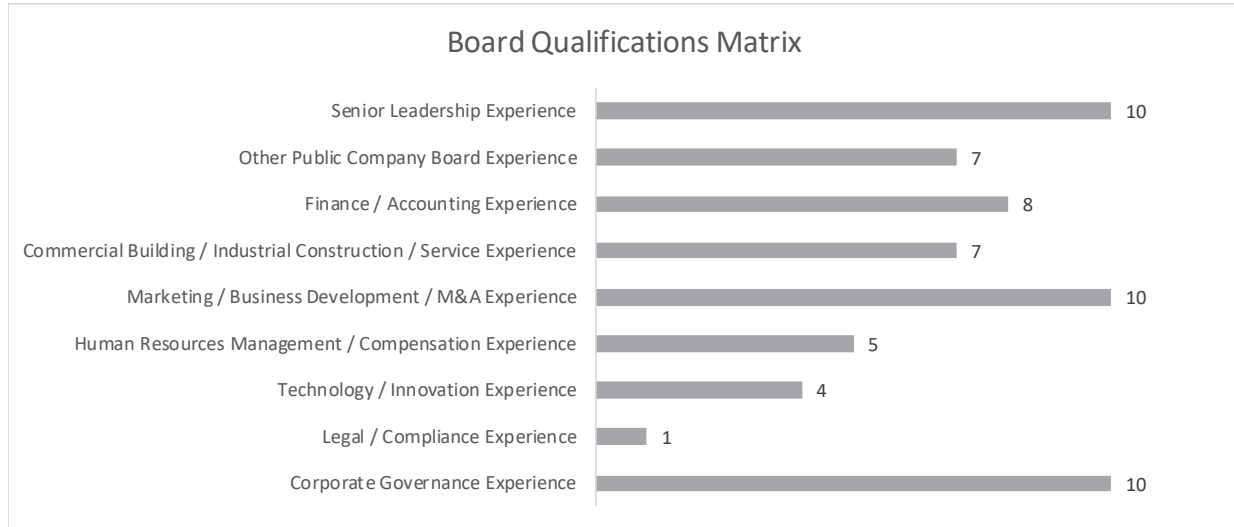 Board Qualifications Matrix
Senior Leadership Experience 10
Other Public Company Board Experience 7
Finance / Accounting Experience 8
Commercial Building / Industrial Construction / Service Experience 7
Marketing / Business Development / M&A Experience 10
Human Resources Management / Compensation Experience 5
Technology / Innovation Experience 4
Legal / Compliance Experience 1
Corporate Governance Experience 10